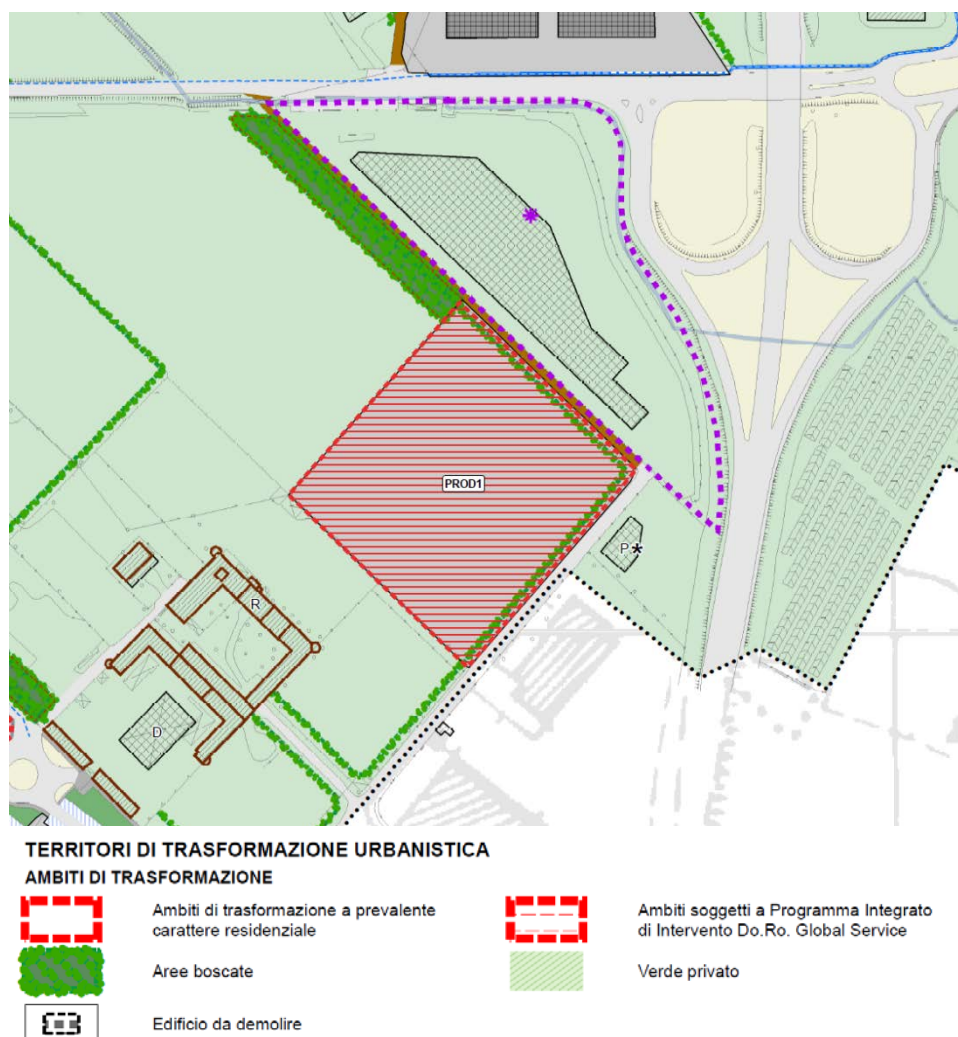 PROD1
P
R
D
TERRITORI DI TRASFORMAZIONE URBANISTICA
AMBITI DI TRASFORMAZIONE
Ambiti di trasformazione a prevalente
carattere residenziale
Ambiti soggetti a Programma Integrato
di Intervento Do.Ro. Global Service
Aree boscate
Verde privato
Edificio da demolire